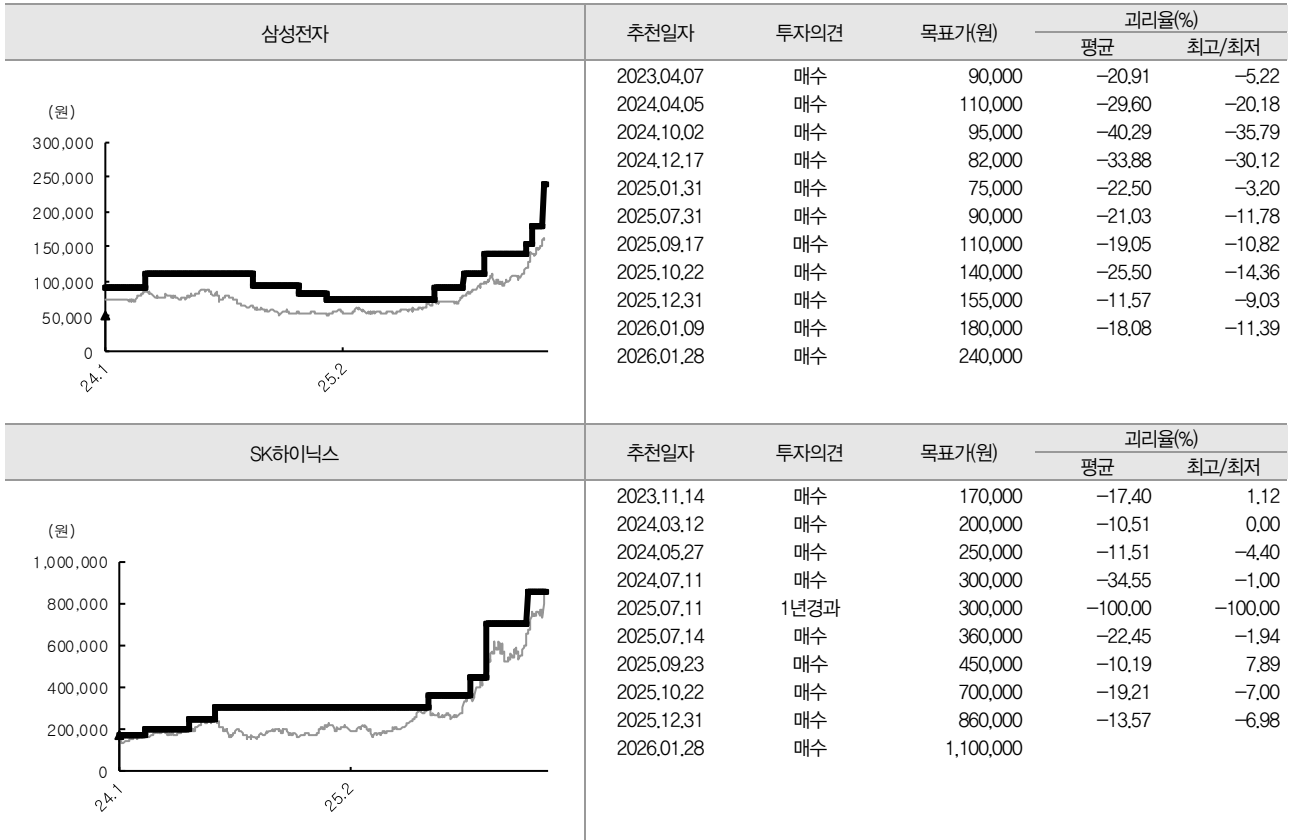 삼성전자 추천일자 투자의견 목표가(원) 괴리율(%)
평균 최고/최저
(원)
300,000
250,000
200,000
150,000
100,000
50,000
0
24.1 25.2
2023.04.07 매수 90,000 -20.91 -5.22
2024.04.05 매수 110,000 -29.60 -20.18
2024.10.02 매수 95,000 -40.29 -35.79
2024.12.17 매수 82,000 -33.88 -30.12
2025.01.31 매수 75,000 -22.50 -3.20
2025.07.31 매수 90,000 -21.03 -11.78
2025.09.17 매수 110,000 -19.05 -10.82
2025.10.22 매수 140,000 -25.50 -14.36
2025.12.31 매수 155,000 -11.57 -9.03
2026.01.09 매수 180,000 -18.08 -11.39
2026.01.28 매수 240,000
SK하이닉스 추천일자 투자의견 목표가(원) 괴리율(%)
평균 최고/최저
(원)
1,000,000
800,000
600,000
400,000
200,000
0
24.1 25.2
2023.11.14 매수 170,000 -17.40 1.12
2024.03.12 매수 200,000 -10.51 0.00
2024.05.27 매수 250,000 -11.51 -4.40
2024.07.11 매수 300,000 -34.55 -1.00
2025.07.11 1년경과 300,000 -100.00 -100.00
2025.07.14 매수 360,000 -22.45 -1.94
2025.09.23 매수 450,000 -10.19 7.89
2025.10.22 매수 700,000 -19.21 -7.00
2025.12.31 매수 860,000 -13.57 -6.98
2026.01.28 매수 1,100,000